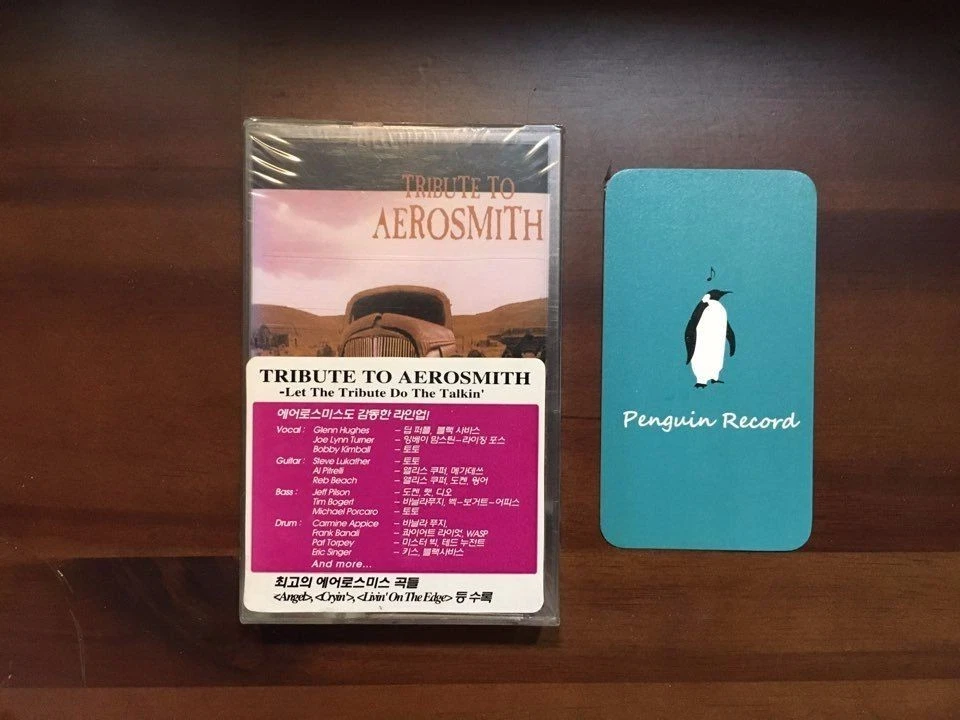 TRIBUTE TO
AEROSMITH
TRIBUTE TO AEROSMITH
-Let The Tribute Do The Talkin'
에어로스미스도 감동한 라인업!
Vocal : Glenn Hughes – 딥 퍼플, 블랙 사바스
Joe Lynn Turner – 잉베이 맘스틴–라이징 포스
Bobby Kimball – 토토
Guitar : Steve Lukather – 토토
Al Pitrelli – 앨리스 쿠퍼, 메가데쓰
Reb Beach – 앨리스 쿠퍼, 도켄, 윙어
Bass : Jeff Pilson – 도켄, 랫, 디오
Tim Bogert – 바닐라퓨지, 벡–보거트–어피스
Michael Porcaro – 토토
Drum : Carmine Appice – 바닐라 퓨지,
Frank Banali – 콰이어트 라이엇, WASP
Pat Torpey – 미스터 빅, 테드 누전트
Eric Singer – 키스, 블랙사바스
And more...
최고의 에어로스미스 곡들
<Angel>, <Cryin'>, <Livin' On The Edge> 등 수록
Penguin Record